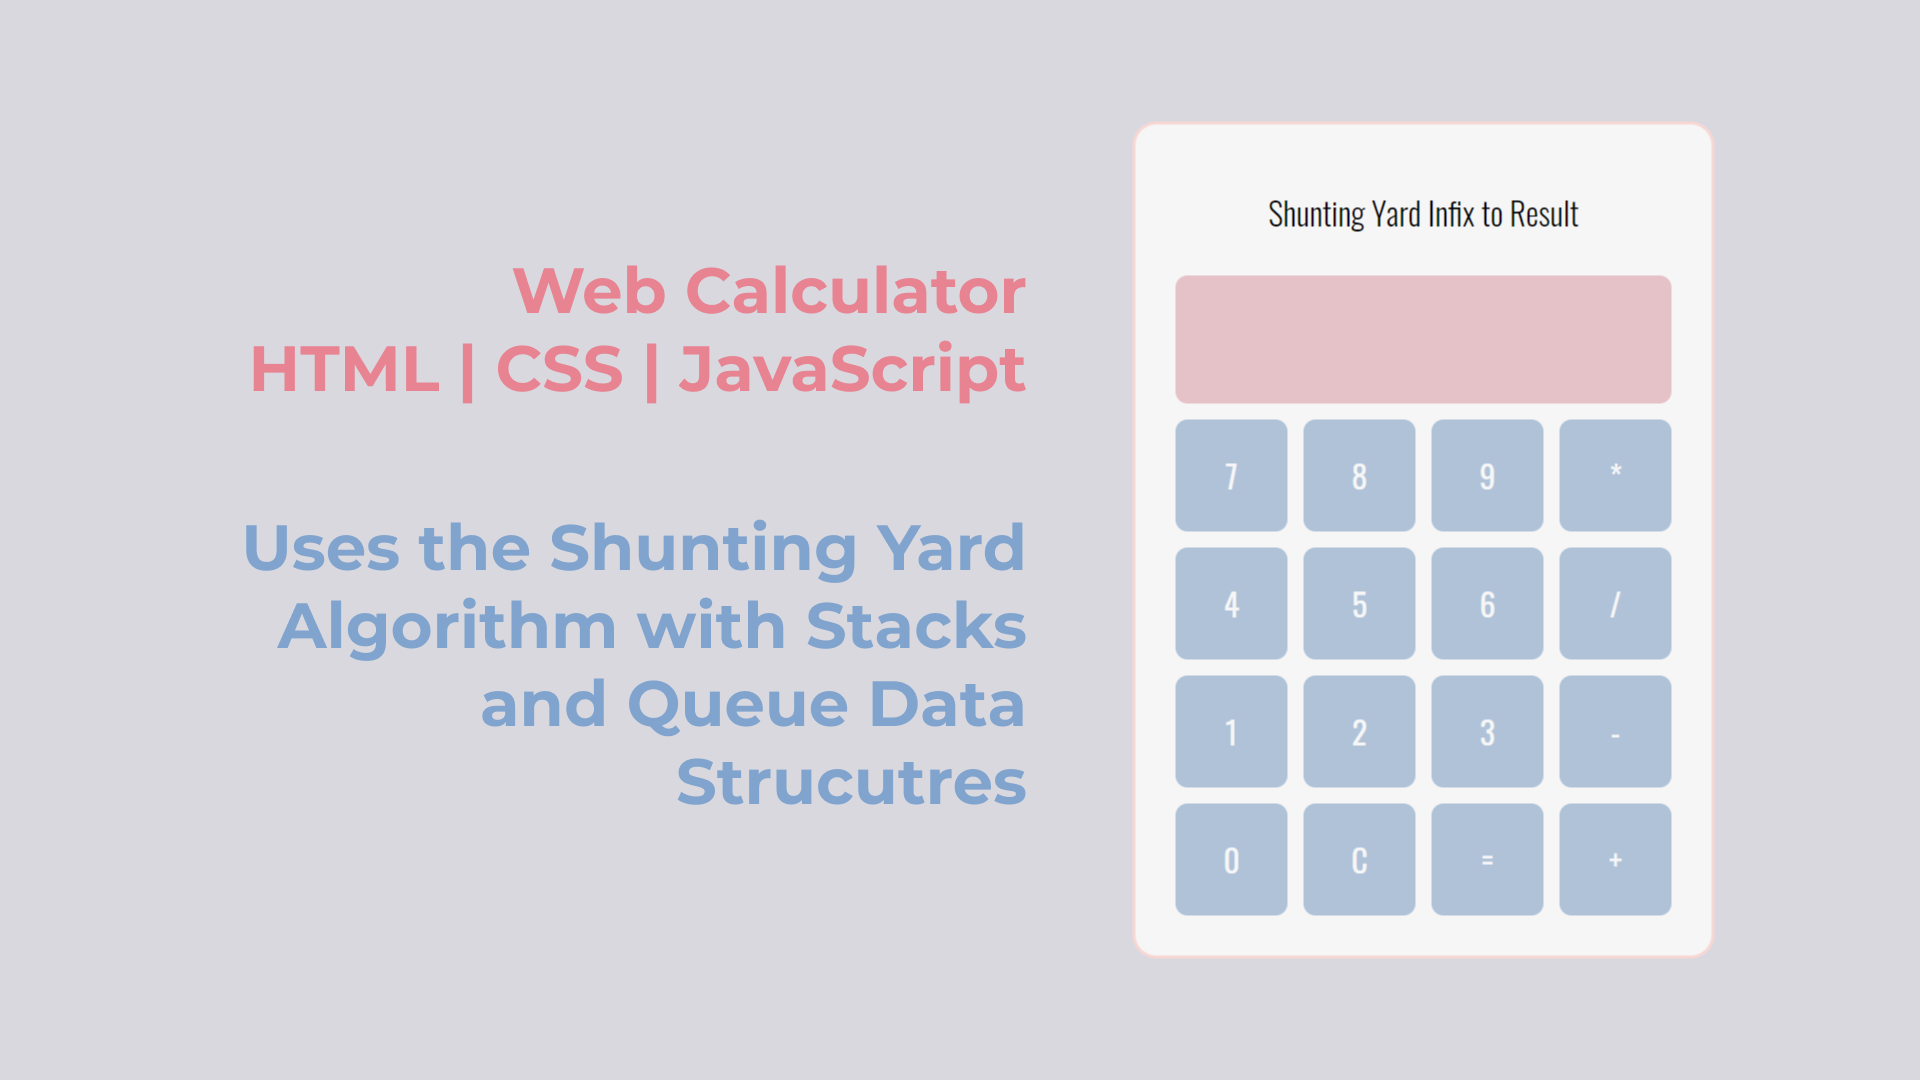 Web Calculator
HTML | CSS | JavaScript
Uses the Shunting Yard
Algorithm with Stacks
and Queue Data
Strucutres
Shunting Yard Infix to Result
7 8 9 *
4 5 6 /
1 2 3 -
0 C = +